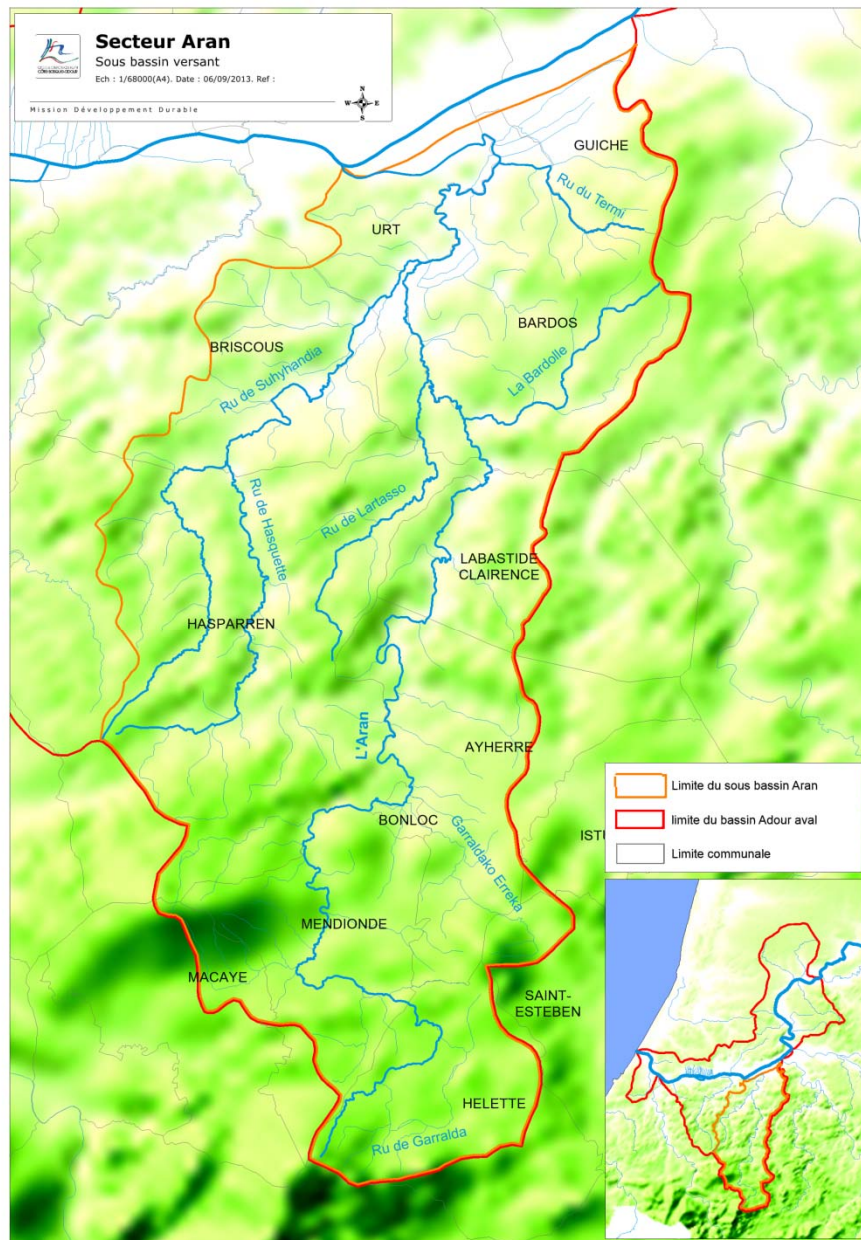 Secteur Aran
Sous bassin versant
Ech : 1/68000(A4). Date : 06/09/2013. Ref :
Mission Développement Durable
N
W E
S
GUICHE
Ru du Termi
URT
BARDOS
BRISCOUS
La Bardolle
Ru de Suhyhandia
Ru de Hasquette
Ru de Lartasso
LABASTIDE
CLAIRENCE
HASPARREN
L'Aran
AYHERRE
BONLOC
Garraldako Erreka
MENDIONDE
MACAYE
SAINT-
ESTEBEN
HELETTE
Ru de Garralda
Limite du sous bassin Aran
limite du bassin Adour aval
Limite communale